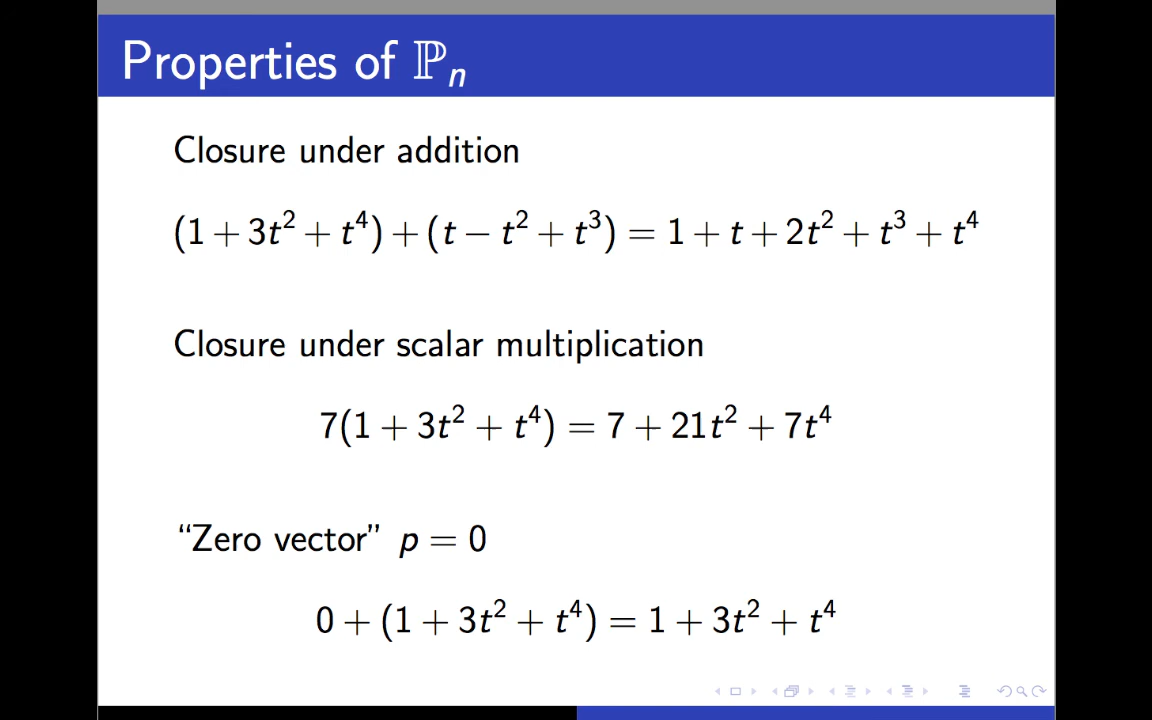 Properties of ℙₙ
Closure under addition
(1 + 3t² + t⁴) + (t − t² + t³) = 1 + t + 2t² + t³ + t⁴
Closure under scalar multiplication
7(1 + 3t² + t⁴) = 7 + 21t² + 7t⁴
“Zero vector” p = 0
0 + (1 + 3t² + t⁴) = 1 + 3t² + t⁴